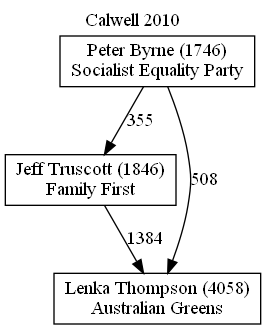 Calwell 2010
Peter Byrne (1746)
Socialist Equality Party
355
Jeff Truscott (1846)
Family First
508
1384
Lenka Thompson (4058)
Australian Greens